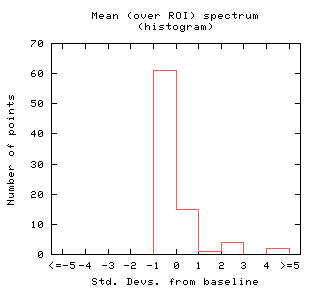 Mean (over ROI) spectrum
(histogram)
70
60
50
40
30
20
10
0
Number of points
<=-5 -4 -3 -2 -1 0 1 2 3 4 >=5
Std. Devs. from baseline